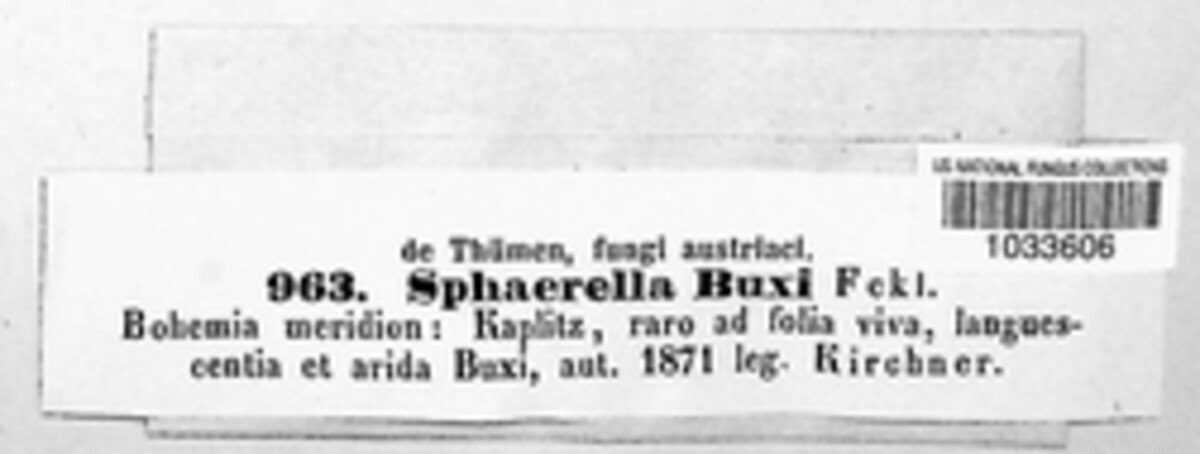 US NATIONAL FUNGUS COLLECTIONS
1033606
de Thümen, fungi austriaci.
963. Sphaerella Buxi Fckl.
Bohemia meridion: Kaplitz, raro ad folia viva, langues-
centia et arida Buxi, aut. 1871 leg. Kirchner.